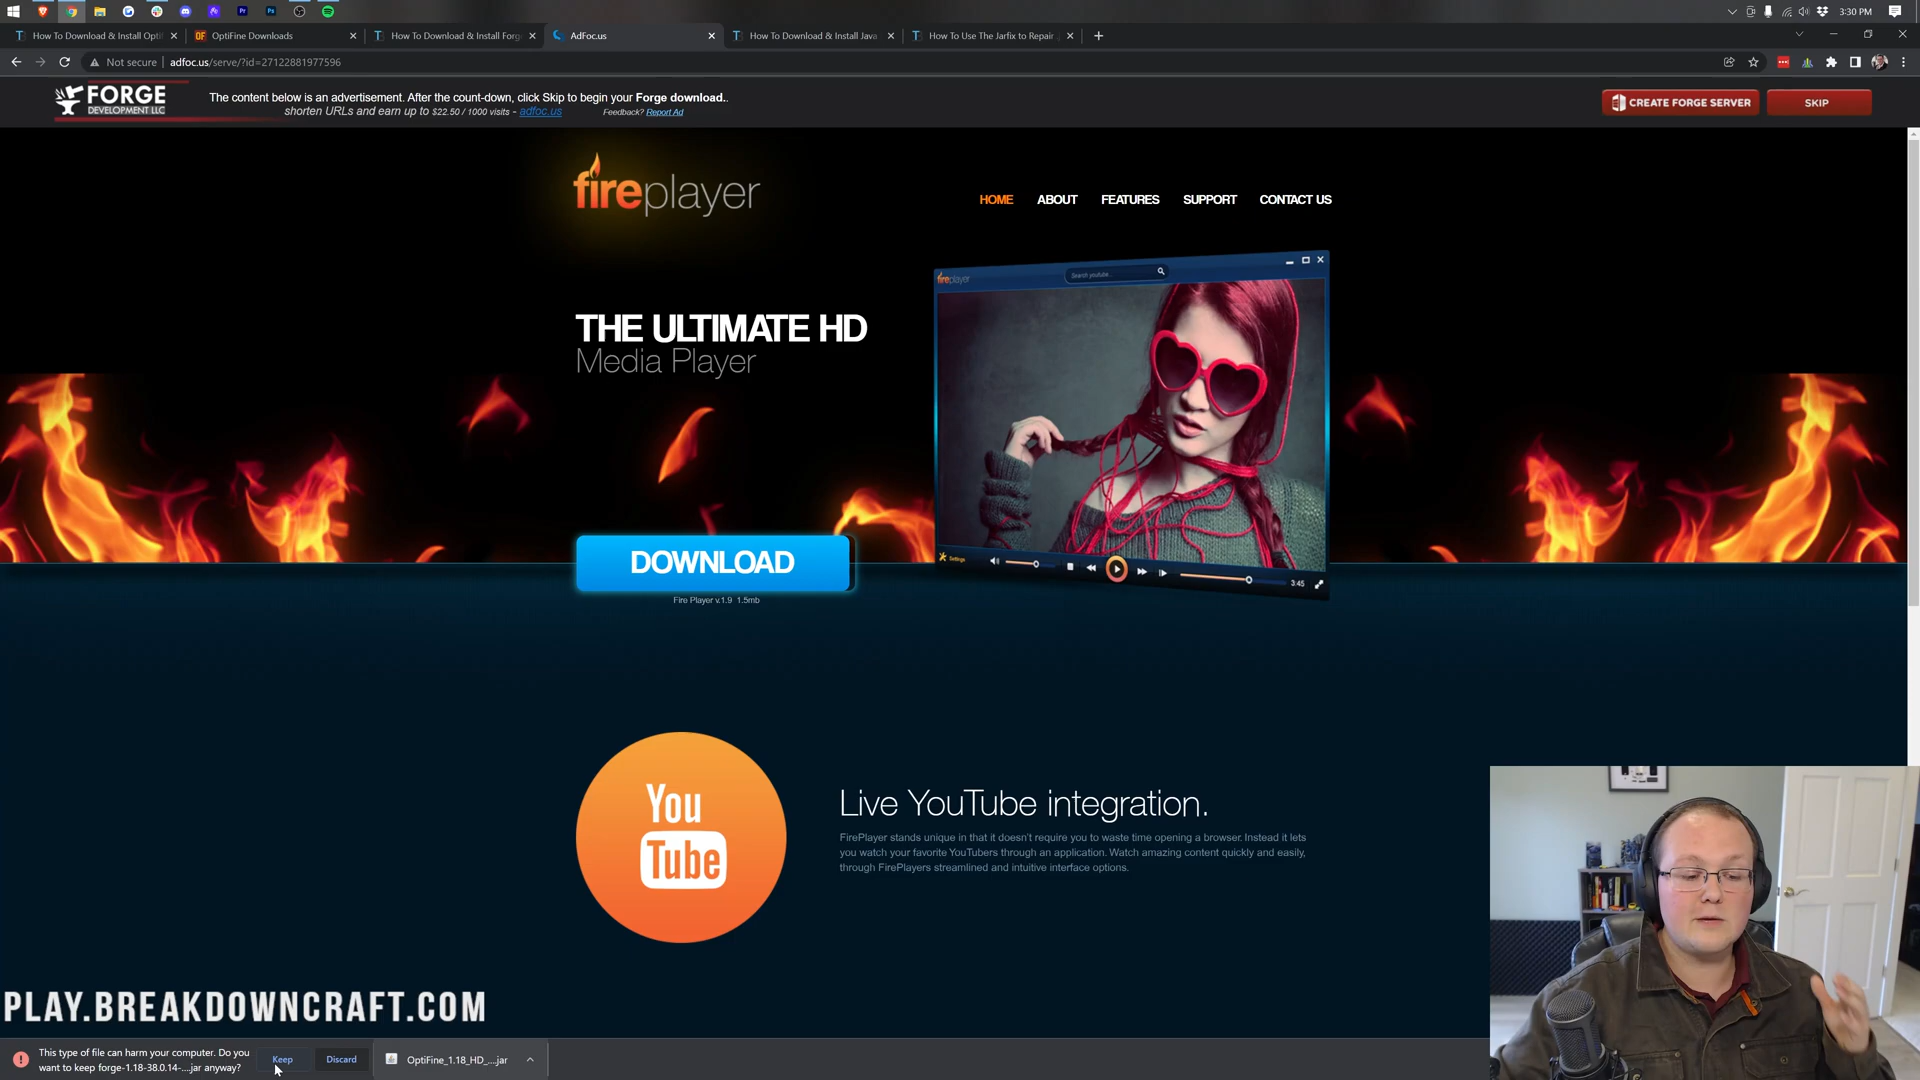 3:30 PM
How To Download & Install Opti
OptiFine Downloads
How To Download & Install Forg
AdFoc.us
How To Download & Install Java
How To Use The Jarfix to Repair
Not secure
adfoc.us/serve/?id=27122881977596
FORGE
DEVELOPMENT LLC
The content below is an advertisement. After the count-down, click Skip to begin your Forge download..
shorten URLs and earn up to $22.50 / 1000 visits - adfoc.us
Feedback? Report Ad
CREATE FORGE SERVER
SKIP
fireplayer
HOME
ABOUT
FEATURES
SUPPORT
CONTACT US
fireplayer
Search youtube...
THE ULTIMATE HD
Media Player
Settings
3:45
DOWNLOAD
Fire Player v.1.9 1.5mb
You
Tube
Live YouTube integration.
FirePlayer stands unique in that it doesn't require you to waste time opening a browser. Instead it lets
you watch your favorite YouTubers through an application. Watch amazing content quickly and easily,
through FirePlayers streamlined and intuitive interface options.
PLAY.BREAKDOWNCRAFT.COM
This type of file can harm your computer. Do you
want to keep forge-1.18-38.0.14-....jar anyway?
Keep
Discard
OptiFine_1.18_HD_....jar